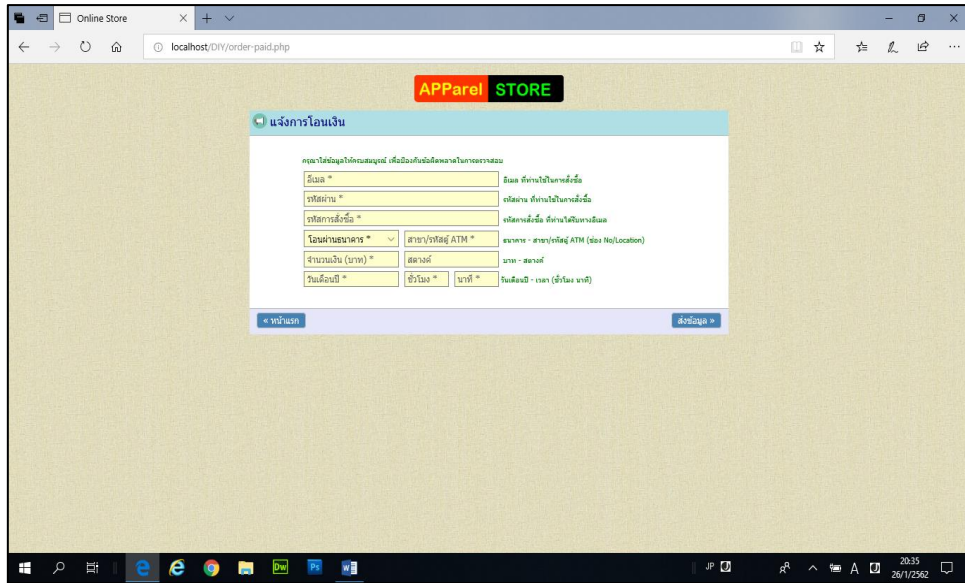 Online Store
localhost/DIY/order-paid.php
APParel STORE
แจ้งการโอนเงิน
กรุณาใส่ข้อมูลให้ครบสมบูรณ์ เพื่อป้องกันข้อผิดพลาดในการตรวจสอบ
อีเมล * อีเมล ที่ท่านใช้ในการสั่งซื้อ
รหัสผ่าน * รหัสผ่าน ที่ท่านใช้ในการสั่งซื้อ
รหัสการสั่งซื้อ * รหัสการสั่งซื้อ ที่ท่านได้รับทางอีเมล
โอนผ่านธนาคาร * สาขา/รหัสตู้ ATM * ธนาคาร - สาขา/รหัสตู้ ATM (ช่อง No/Location)
จำนวนเงิน (บาท) * สตางค์ บาท - สตางค์
วันเดือนปี * ชั่วโมง * นาที * วันเดือนปี - เวลา (ชั่วโมง นาที)
« หน้าแรก ส่งข้อมูล »
Dw Ps W JP A 20:35
26/1/2562